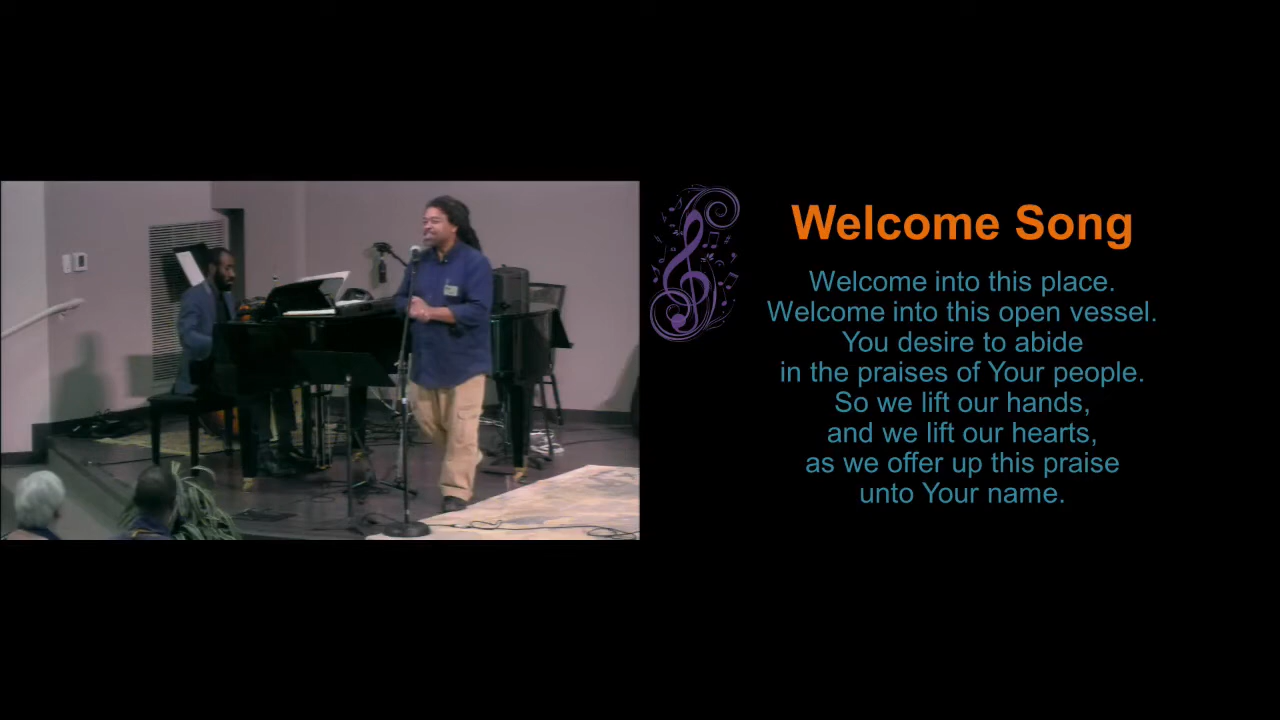 Welcome Song
Welcome into this place.
Welcome into this open vessel.
You desire to abide
in the praises of Your people.
So we lift our hands,
and we lift our hearts,
as we offer up this praise
unto Your name.